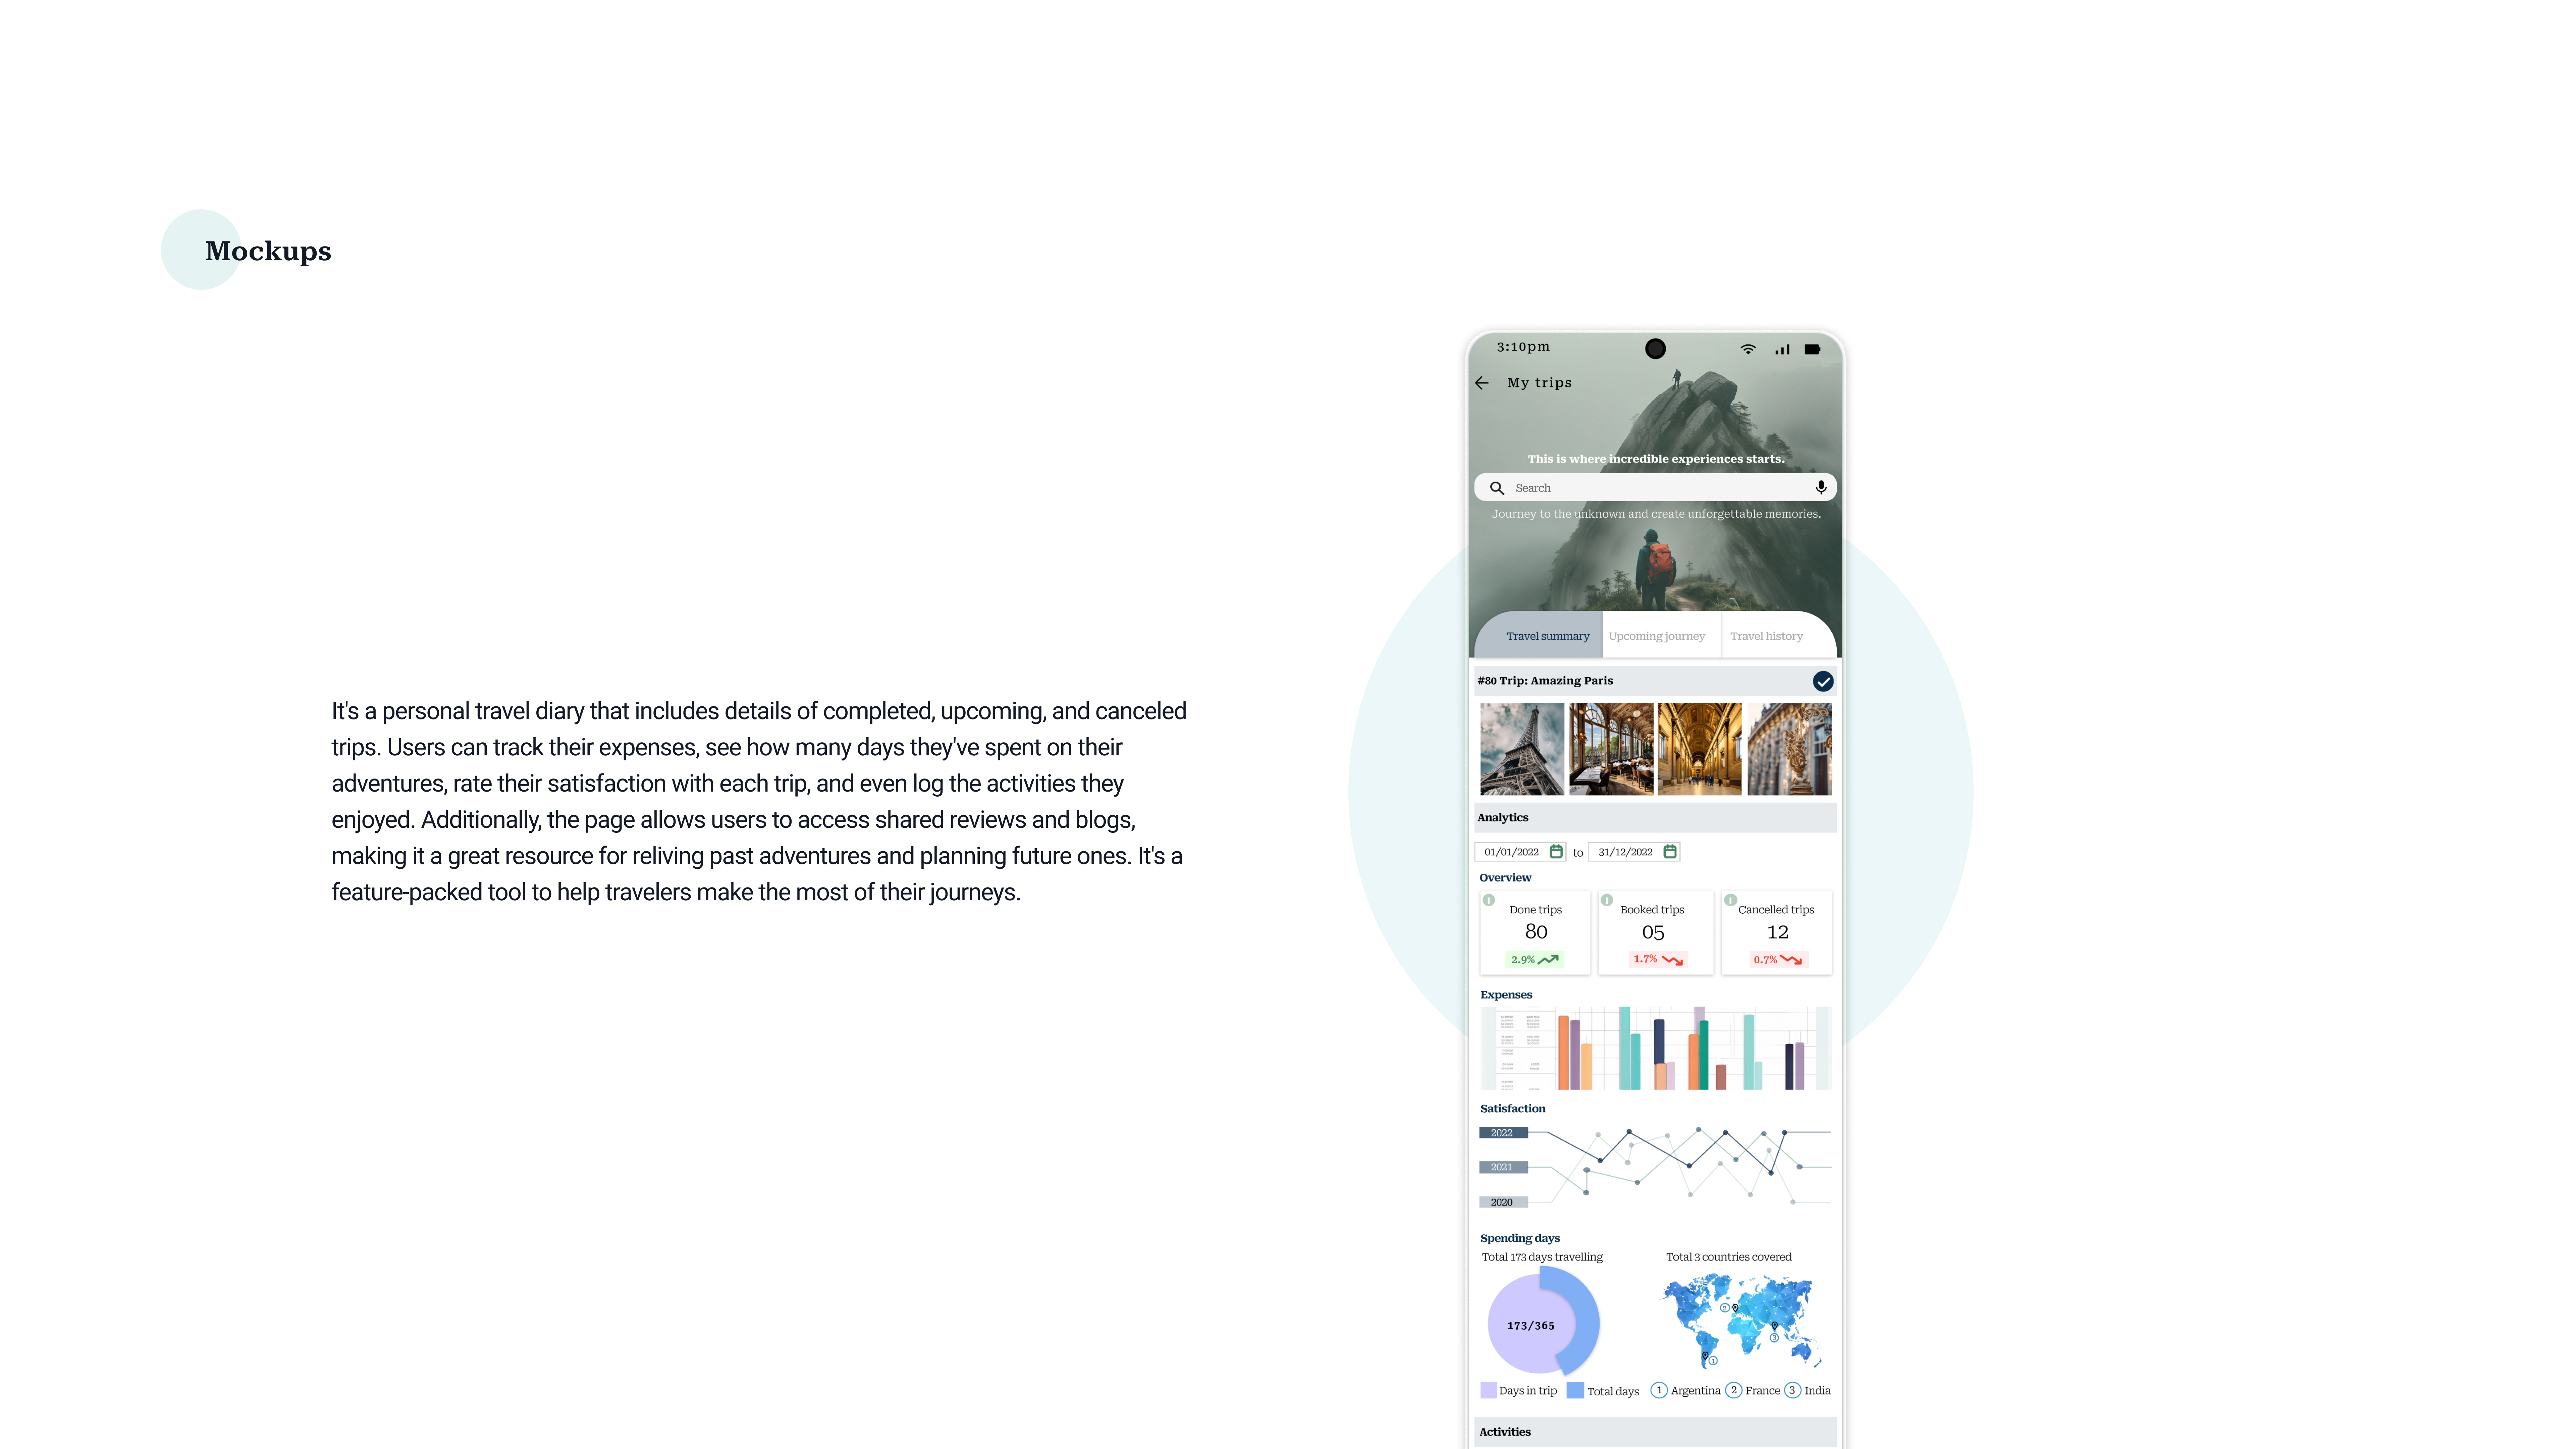 Mockups
It's a personal travel diary that includes details of completed, upcoming, and canceled
trips. Users can track their expenses, see how many days they've spent on their
adventures, rate their satisfaction with each trip, and even log the activities they
enjoyed. Additionally, the page allows users to access shared reviews and blogs,
making it a great resource for reliving past adventures and planning future ones. It's a
feature-packed tool to help travelers make the most of their journeys.
3:10pm
My trips
This is where incredible experiences starts.
Search
Journey to the unknown and create unforgettable memories.
Travel summary Upcoming journey Travel history
#80 Trip: Amazing Paris
Analytics
01/01/2022 to 31/12/2022
Overview
Done trips Booked trips Cancelled trips
80 05 12
2.9% 1.7% 0.7%
Expenses
Satisfaction
2022
2021
2020
Spending days
Total 173 days travelling Total 3 countries covered
173/365
3
1
Days in trip Total days 1 Argentina 2 France 3 India
Activities